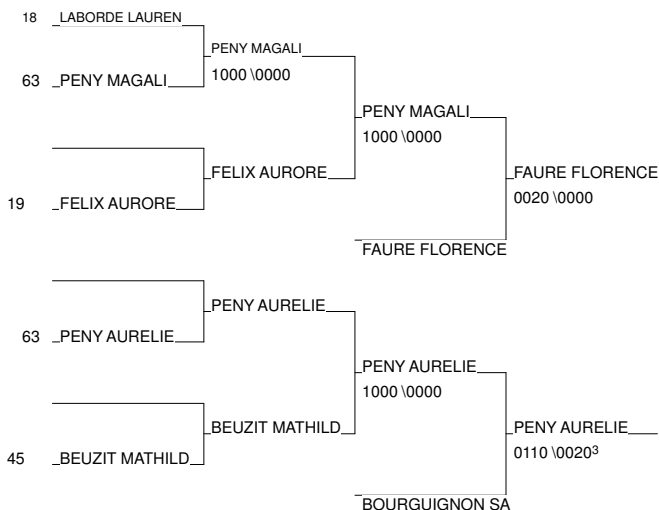 18 LABORDE LAUREN
PENY MAGALI
1000 \0000
63 PENY MAGALI
PENY MAGALI
1000 \0000
FELIX AURORE
FAURE FLORENCE
0020 \0000
19 FELIX AURORE
FAURE FLORENCE
PENY AURELIE
63 PENY AURELIE
PENY AURELIE
1000 \0000
BEUZIT MATHILD
PENY AURELIE
0110 \0020³
45 BEUZIT MATHILD
BOURGUIGNON SA